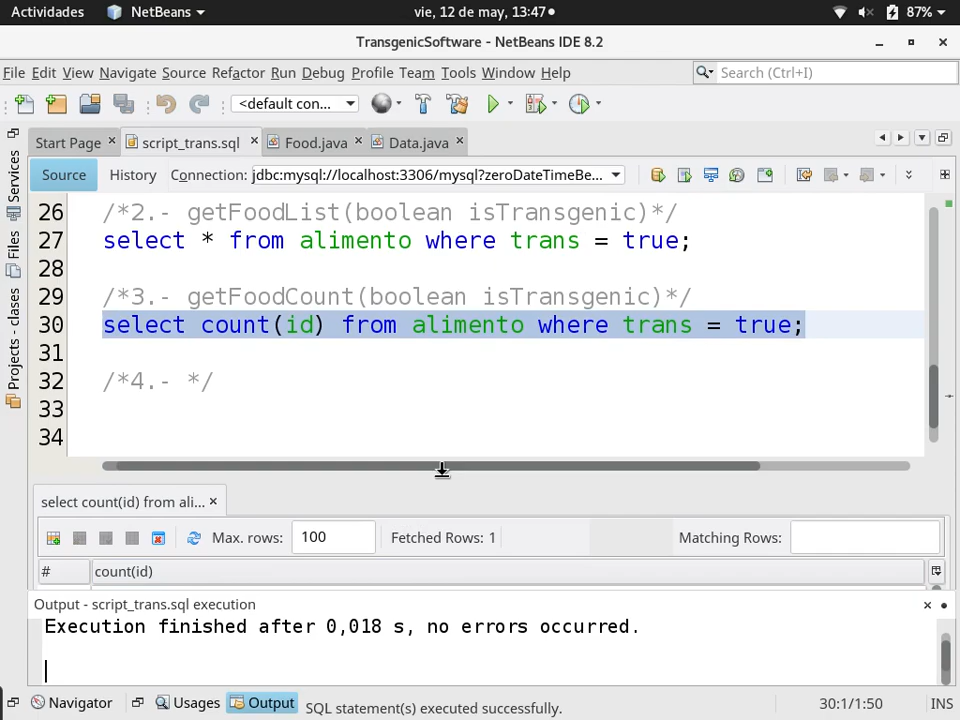 Actividades NetBeans vie, 12 de may, 13:47 87%
TransgenicSoftware - NetBeans IDE 8.2
File Edit View Navigate Source Refactor Run Debug Profile Team Tools Window Help Search (Ctrl+I)
<default con...
Start Page script_trans.sql Food.java Data.java
Source History Connection: jdbc:mysql://localhost:3306/mysql?zeroDateTimeBe...
Services
Files
Projects - clases
26 /*2.- getFoodList(boolean isTransgenic)*/
27 select * from alimento where trans = true;
28
29 /*3.- getFoodCount(boolean isTransgenic)*/
30 select count(id) from alimento where trans = true;
31
32 /*4.- */
33
34
select count(id) from ali...
Max. rows: 100 Fetched Rows: 1 Matching Rows:
# count(id)
Output - script_trans.sql execution
Execution finished after 0,018 s, no errors occurred.
Navigator Usages Output SQL statement(s) executed successfully. 30:1/1:50 INS